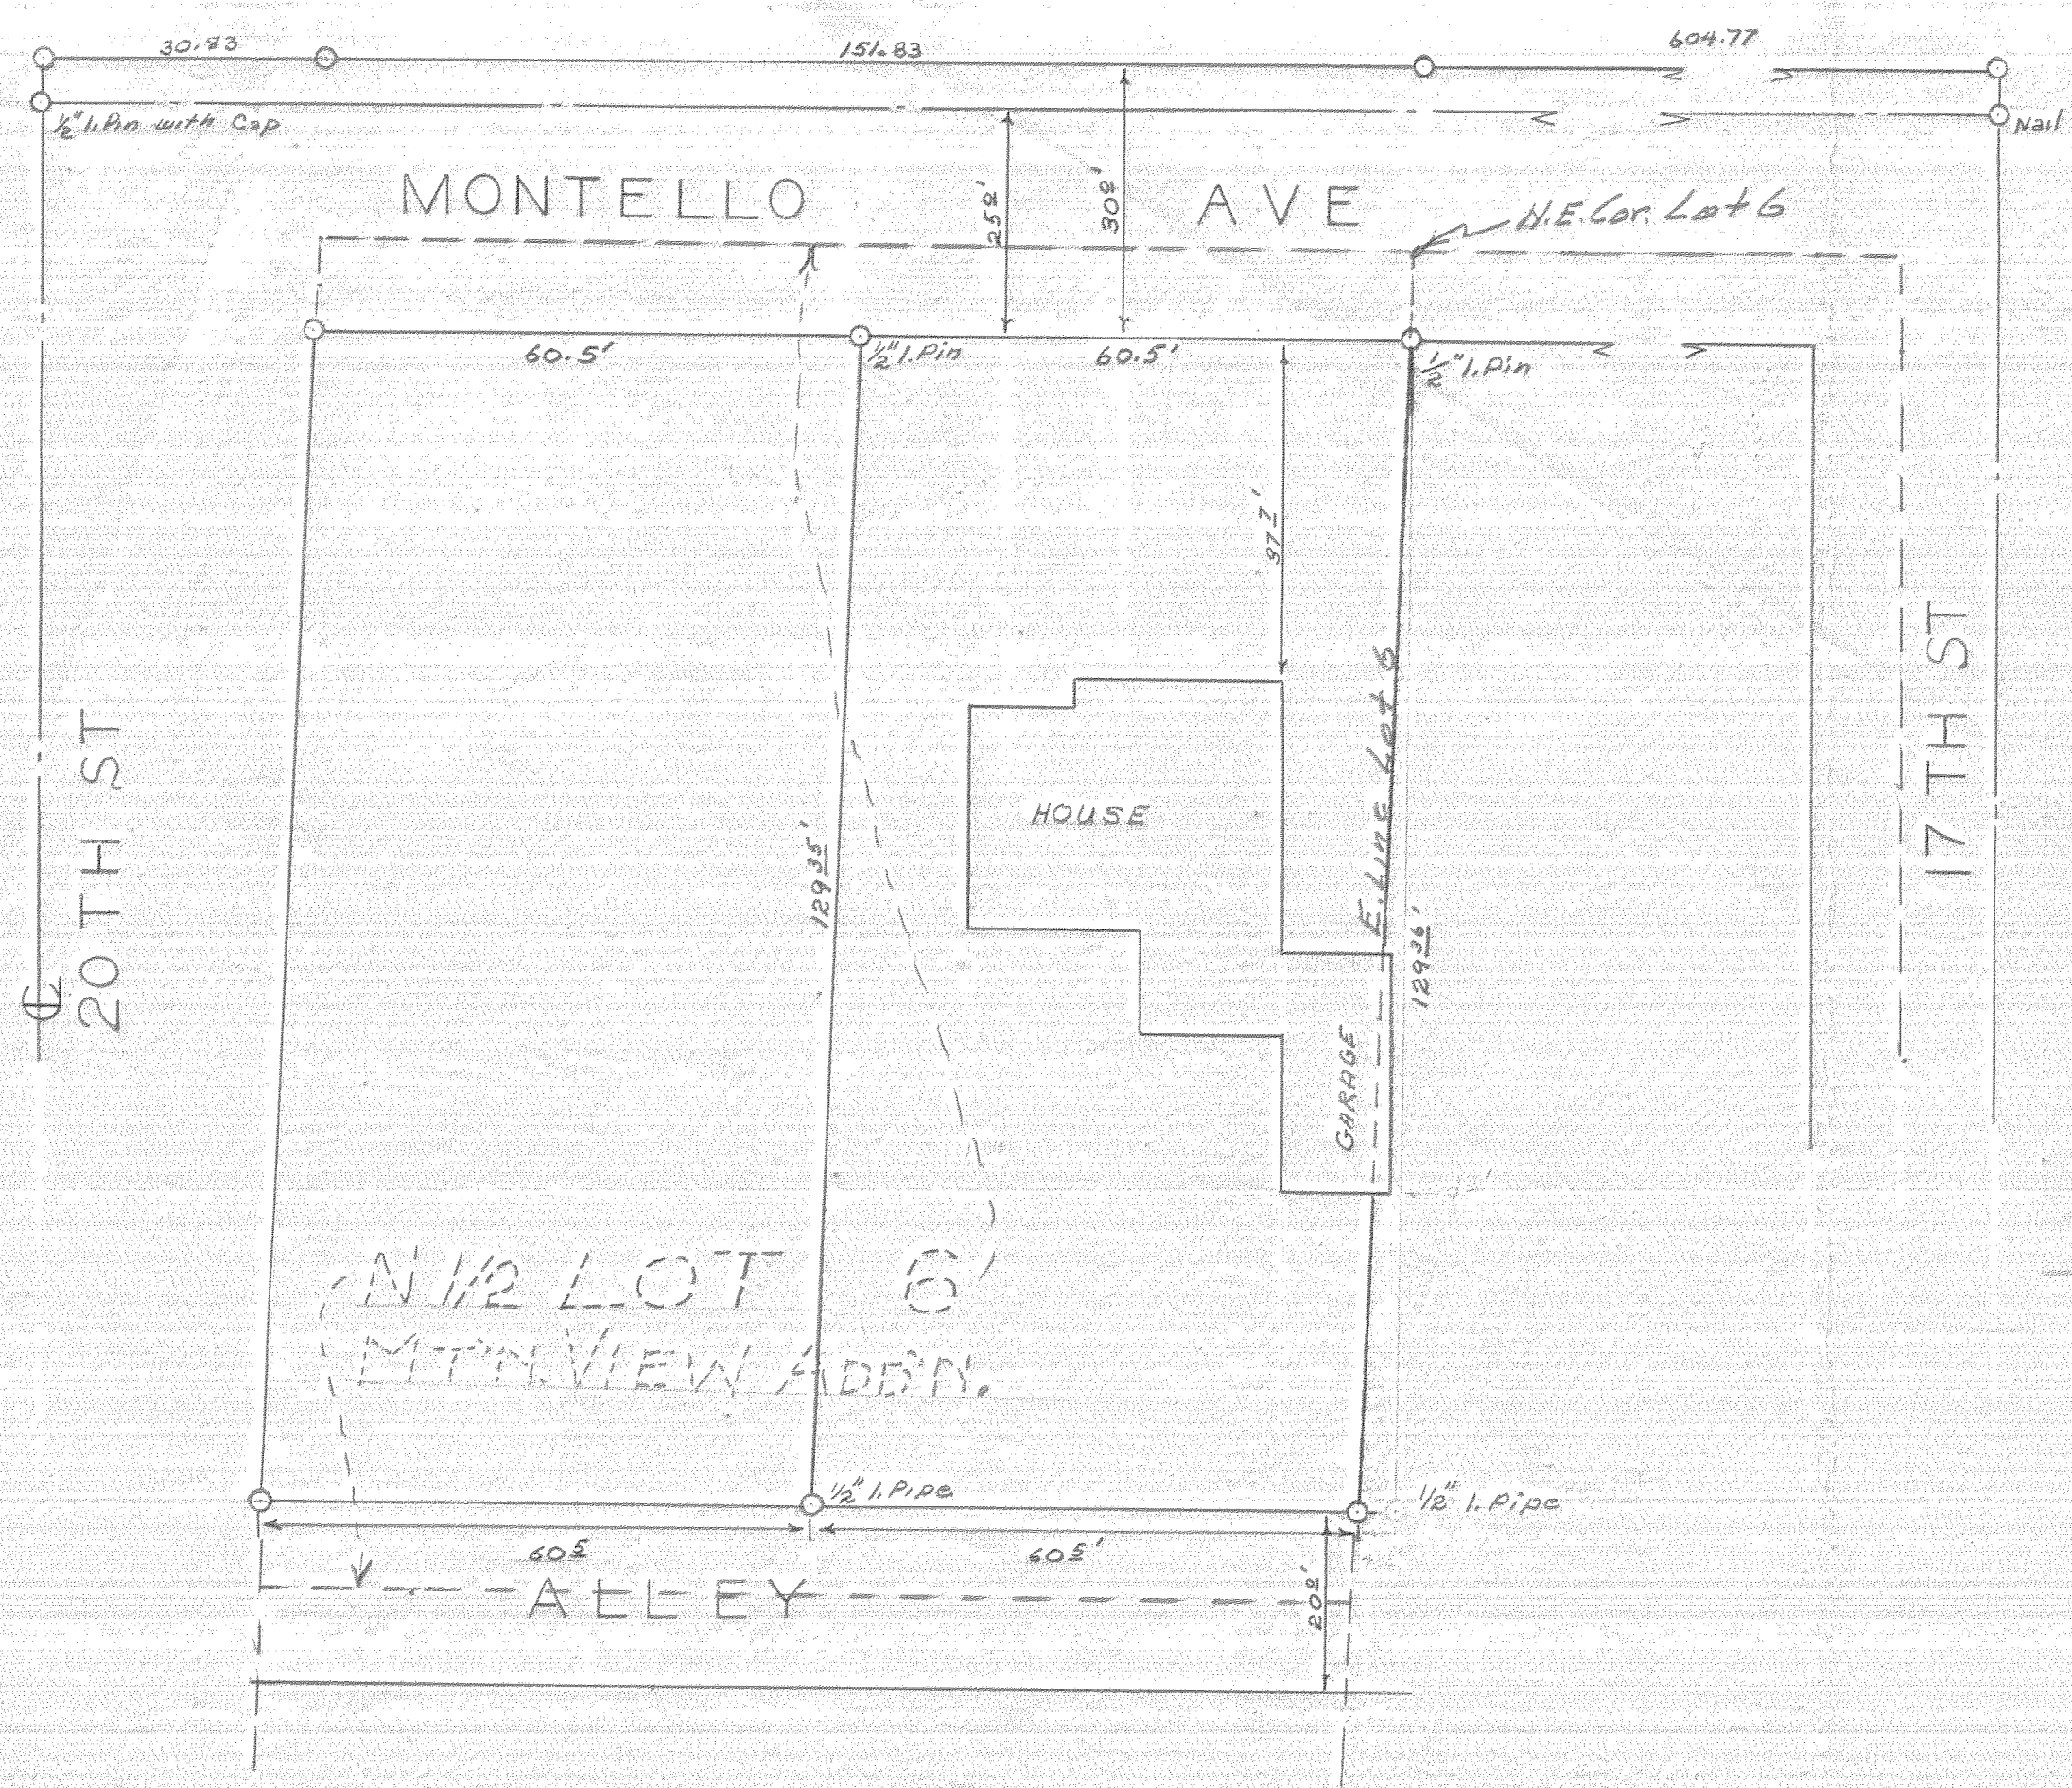 30.83
151.83
604.77
1/2" I.Pin with Cap
Nail
MONTELLO AVE
25 0'
30 0'
N.E. Cor. Lot 6
60.5'
1/2" I.Pin
60.5'
1/2" I.Pin
37 7'
E. Line Lot 6
HOUSE
129 35'
129 36'
GARAGE
20TH ST
17TH ST
N 1/2 LOT 6
MT'N. VIEW ADD'N.
1/2" I.Pipe
1/2" I.Pipe
60 5
60 5'
20 0'
ALLEY